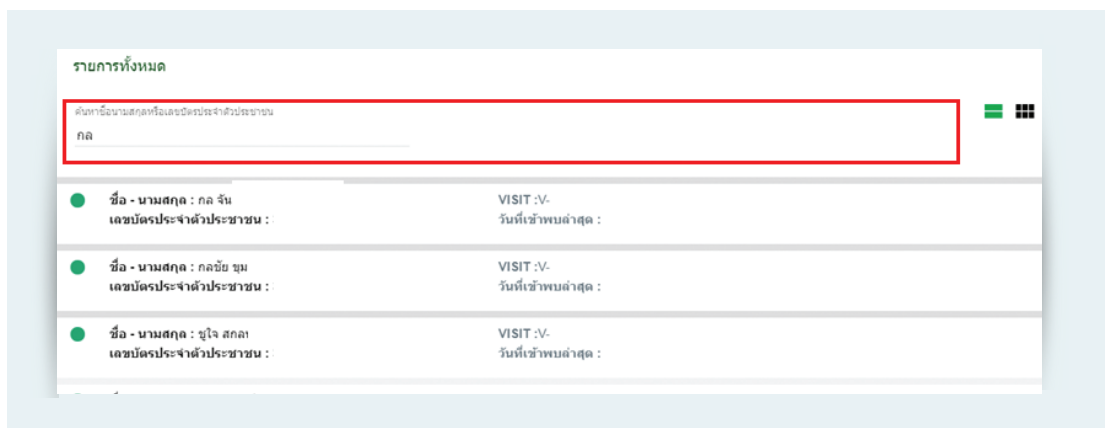 รายการทั้งหมด
ค้นหาชื่อนามสกุลหรือเลขบัตรประจำตัวประชาชน
กล
ชื่อ - นามสกุล : กล จัน
VISIT :V-
เลขบัตรประจำตัวประชาชน :
วันที่เข้าพบล่าสุด :
ชื่อ - นามสกุล : กลชัย ขุม
VISIT :V-
เลขบัตรประจำตัวประชาชน :
วันที่เข้าพบล่าสุด :
ชื่อ - นามสกุล : ชูใจ สกล
VISIT :V-
เลขบัตรประจำตัวประชาชน :
วันที่เข้าพบล่าสุด :